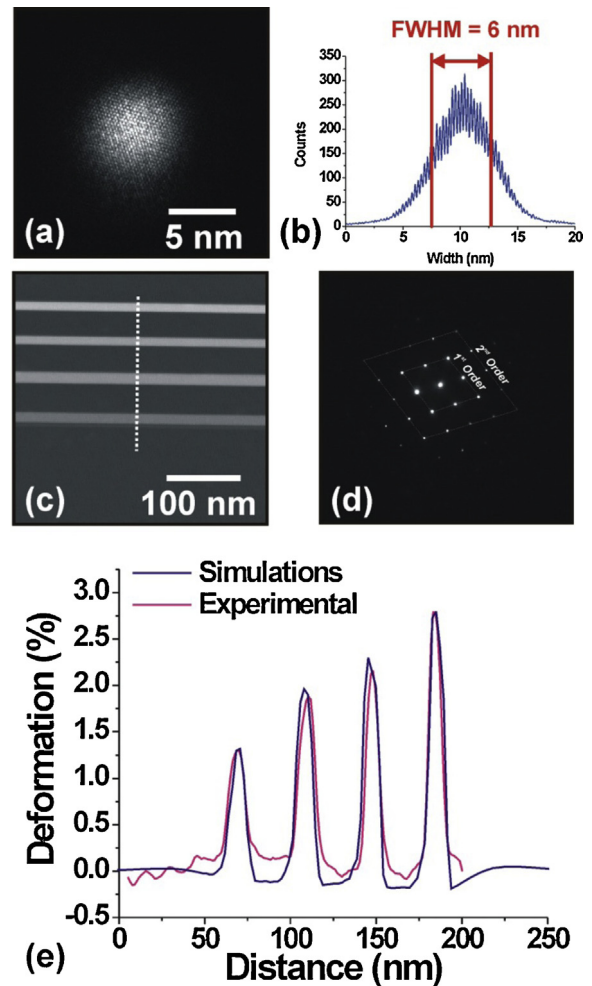 (a)
5 nm
FWHM = 6 nm
350
300
250
200
150
100
50
0
Counts
0 5 10 15 20
Width (nm)
(b)
(c)
100 nm
1st Order
2nd Order
(d)
Simulations
Experimental
3.0
2.5
2.0
1.5
1.0
0.5
0.0
-0.5
Deformation (%)
0 50 100 150 200 250
Distance (nm)
(e)